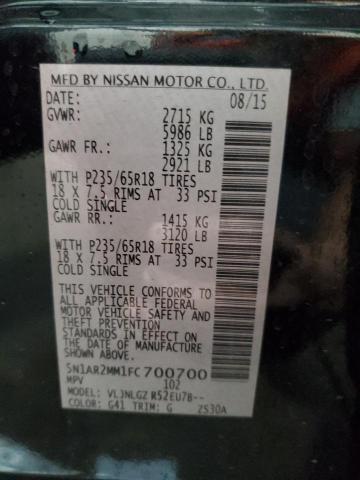 MFD BY NISSAN MOTOR CO., LTD.
DATE: 08/15
GVWR: 2715 KG
5986 LB
GAWR FR.: 1325 KG
2921 LB
WITH P235/65R18 TIRES
18 X 7.5 RIMS AT 33 PSI
COLD SINGLE
GAWR RR.: 1415 KG
3120 LB
WITH P235/65R18 TIRES
18 X 7.5 RIMS AT 33 PSI
COLD SINGLE
THIS VEHICLE CONFORMS TO
ALL APPLICABLE FEDERAL
MOTOR VEHICLE SAFETY AND
THEFT PREVENTION
STANDARDS IN EFFECT ON
THE DATE OF MFR. AS
SHOWN ABOVE.
5N1AR2MM1FC700700
MPV 102
MODEL: VLJNLGZ R52EU7B--
COLOR: G41 TRIM: G ZS30A